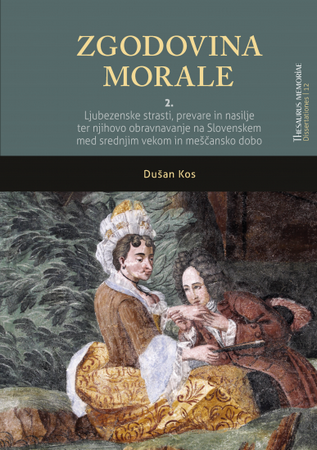 ZGODOVINA
MORALE
2.
Ljubezenske strasti, prevare in nasilje
ter njihovo obravnavanje na Slovenskem
med srednjim vekom in meščansko dobo
Dušan Kos
THESAURUS MEMORIAE
Dissertationes | 12